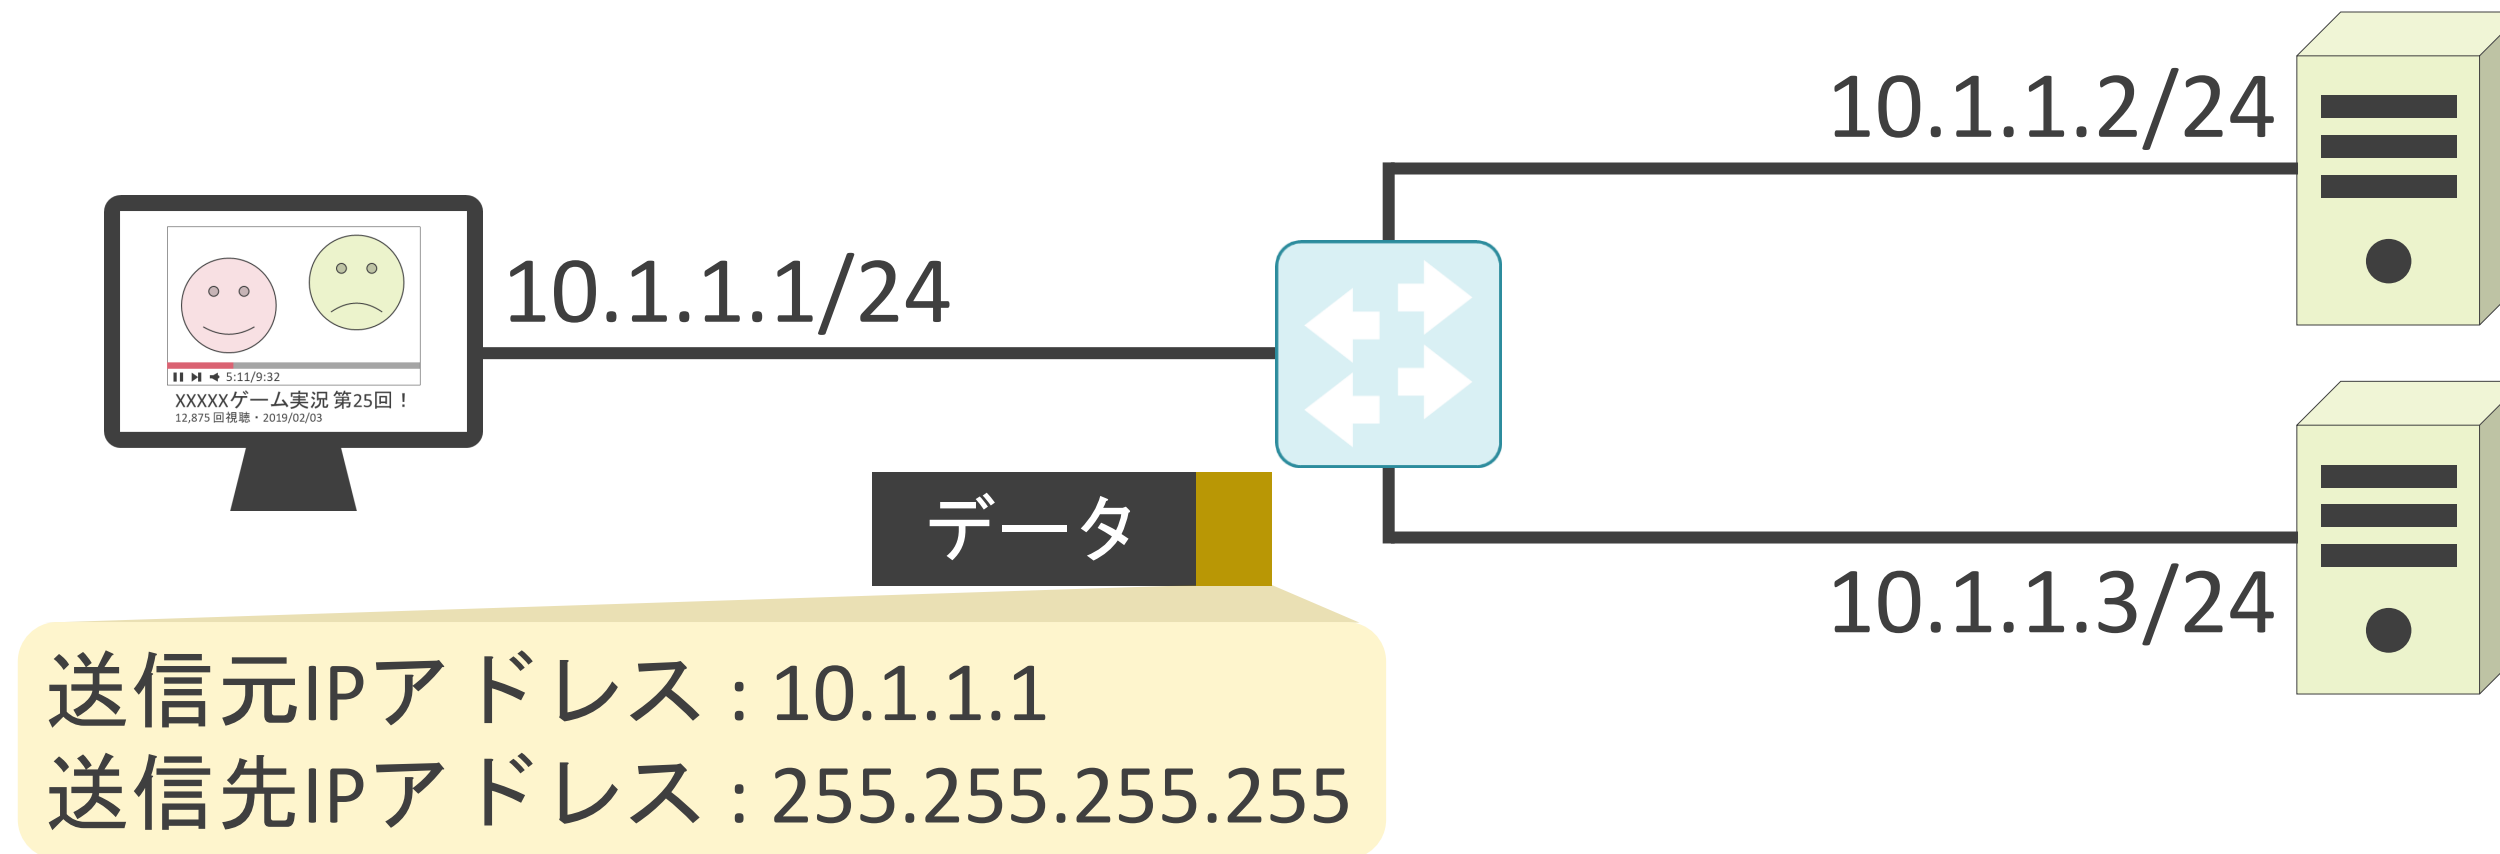 10.1.1.2/24
10.1.1.1/24
5:11/9:32
XXXXXゲーム実況第25回！
12,875 回視聴・2019/02/03
データ
10.1.1.3/24
送信元IPアドレス：10.1.1.1
送信先IPアドレス：255.255.255.255